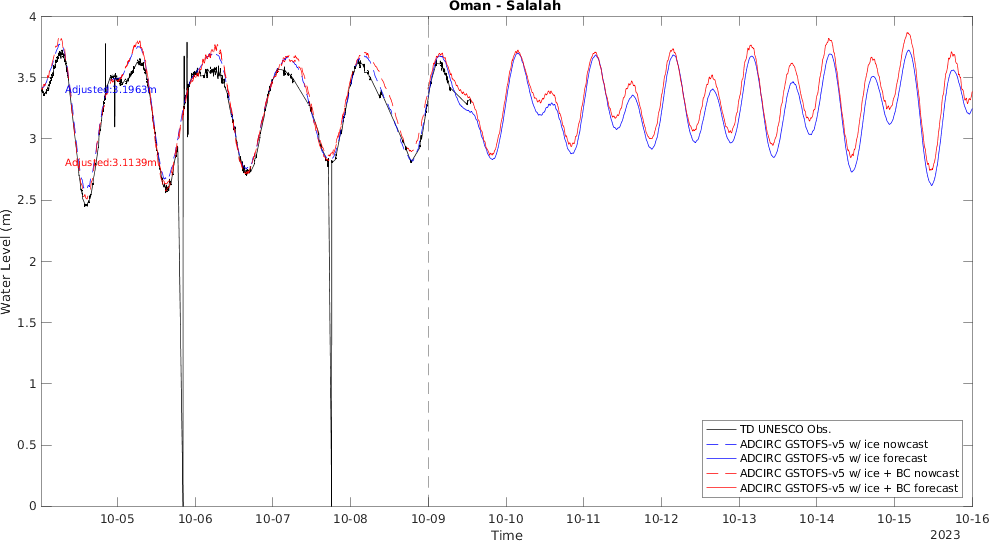 Oman - Salalah
4
3.5
3
2.5
2
1.5
1
0.5
0
Water Level (m)
Adjusted:3.1963m
Adjusted:3.1139m
TD UNESCO Obs.
ADCIRC GSTOFS-v5 w/ ice nowcast
ADCIRC GSTOFS-v5 w/ ice forecast
ADCIRC GSTOFS-v5 w/ ice + BC nowcast
ADCIRC GSTOFS-v5 w/ ice + BC forecast
10-05 10-06 10-07 10-08 10-09 10-10 10-11 10-12 10-13 10-14 10-15 10-16
Time
2023